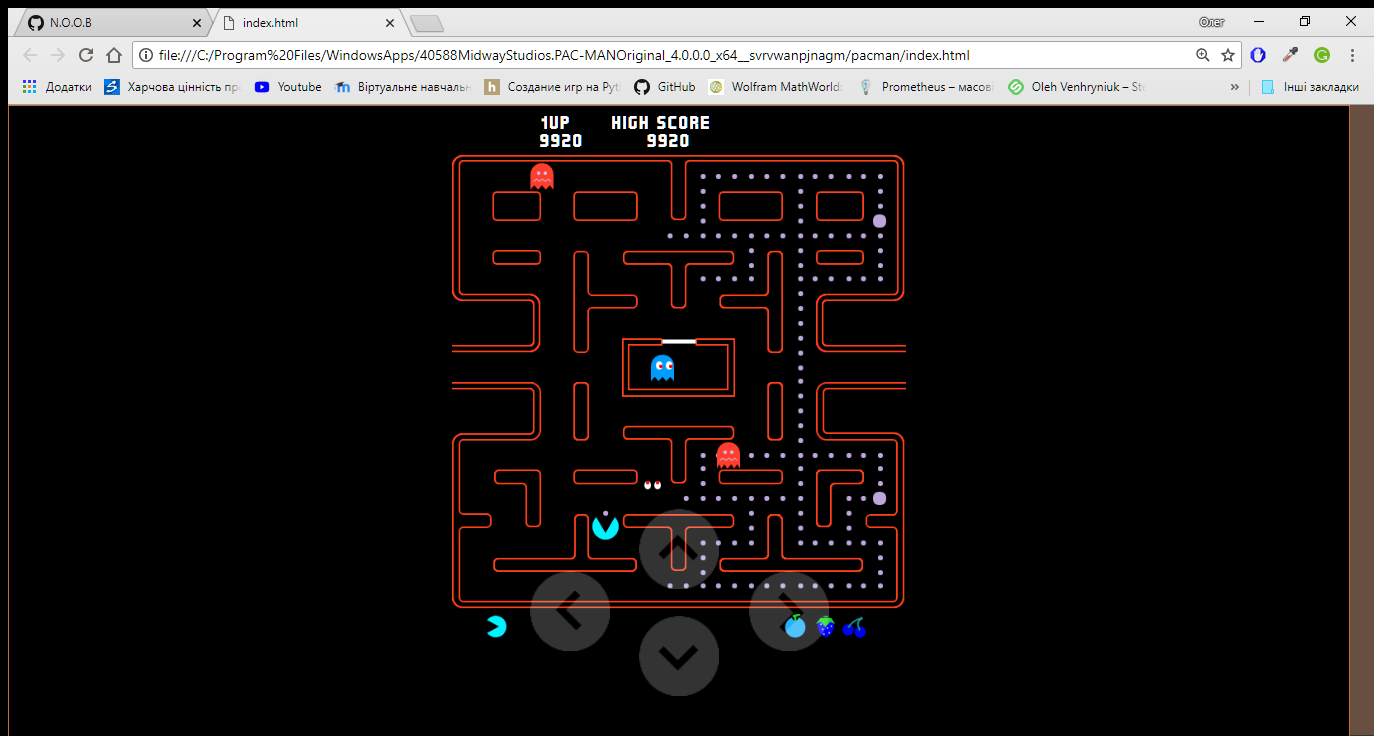 N.O.O.B
index.html
Олег
file:///C:/Program%20Files/WindowsApps/40588MidwayStudios.PAC-MANOriginal_4.0.0.0_x64__svrvwanpjnagm/pacman/index.html
Додатки
Харчова цінність про
Youtube
Віртуальне навчальн
Создание игр на Pyt
GitHub
Wolfram MathWorld:
Prometheus – масові
Oleh Venhryniuk – St
Інші закладки
1UP HIGH SCORE
9920 9920